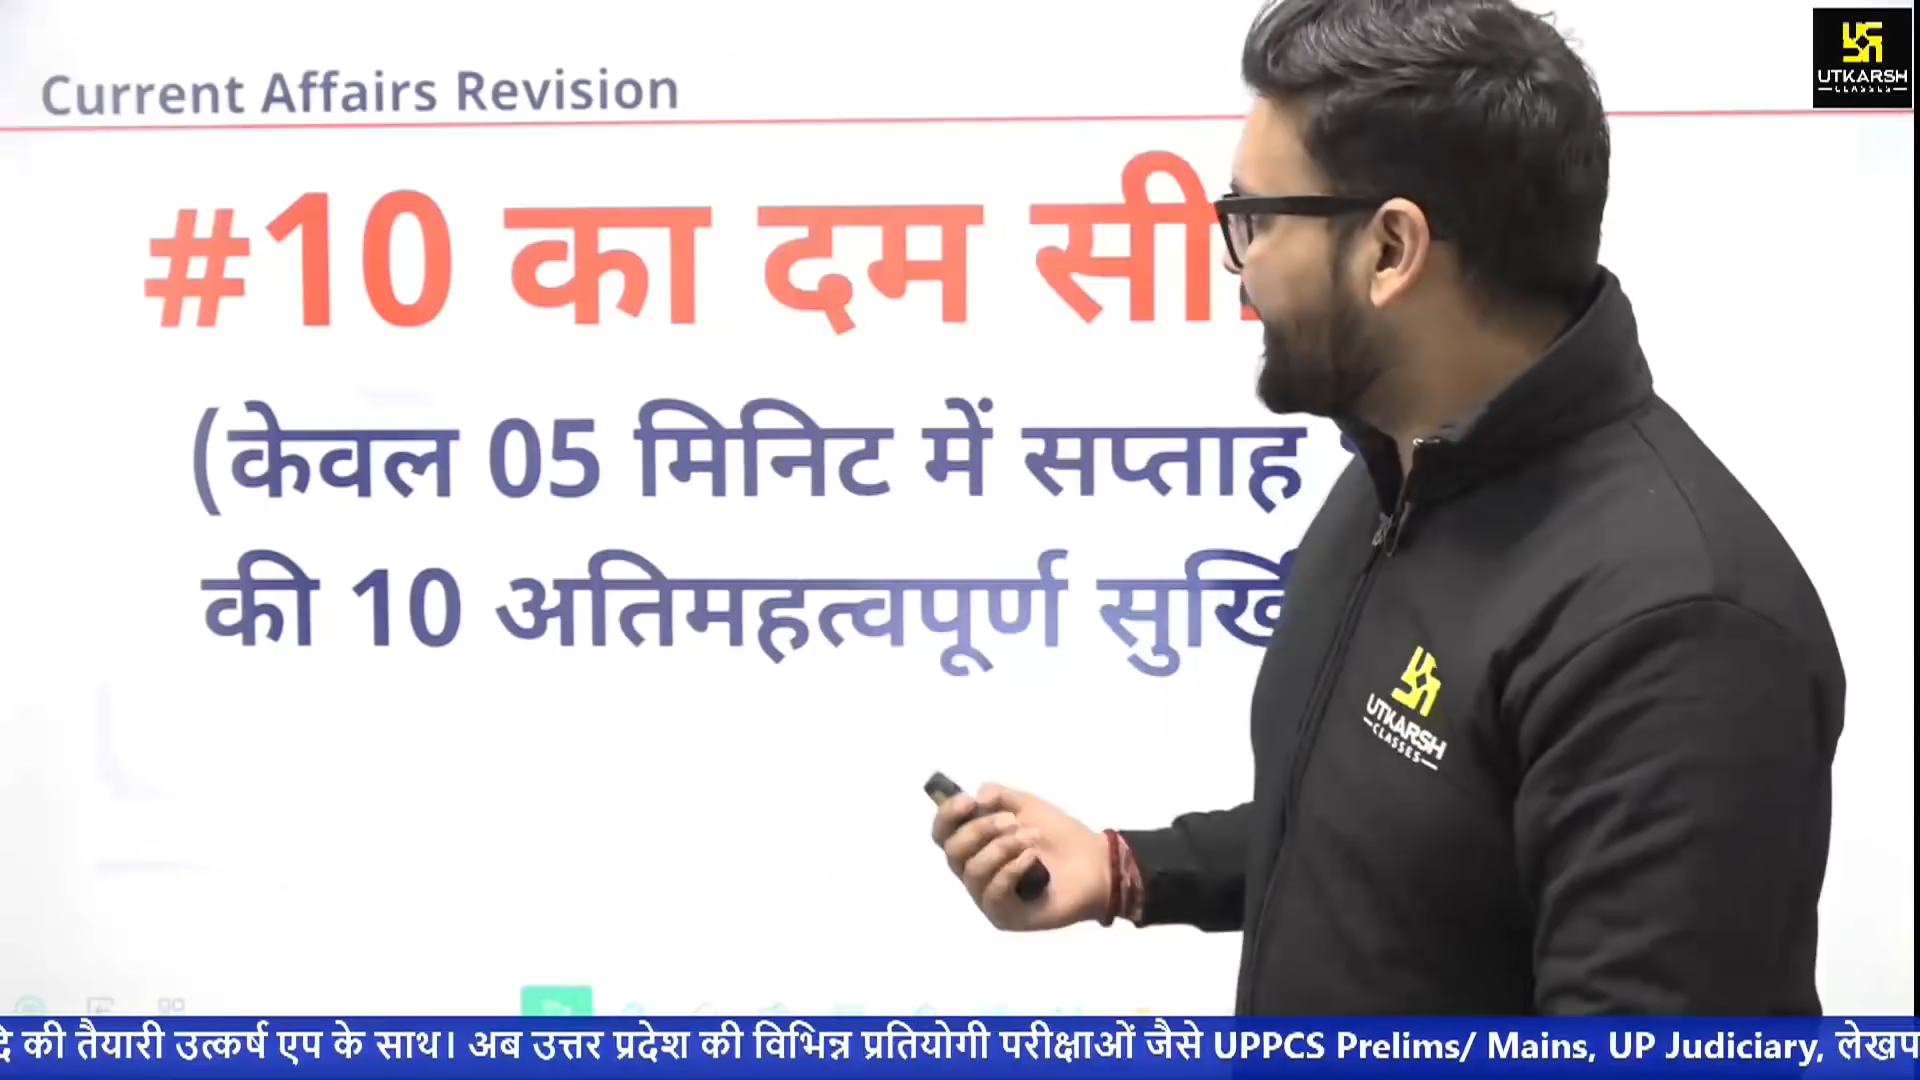 Current Affairs Revision
UTKARSH
CLASSES
#10 का दम
(केवल 05 मिनिट में सप्ताह
की 10 अतिमहत्वपूर्ण
UTKARSH
CLASSES
की तैयारी उत्कर्ष एप के साथ। अब उत्तर प्रदेश की विभिन्न प्रतियोगी परीक्षाओं जैसे UPPCS Prelims/ Mains, UP Judiciary,